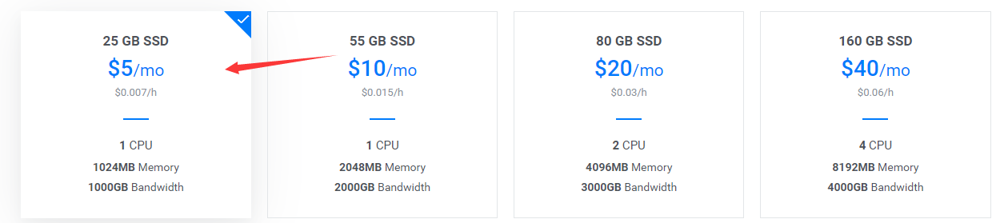 25 GB SSD
$5/mo
$0.007/h
1 CPU
1024MB Memory
1000GB Bandwidth
55 GB SSD
$10/mo
$0.015/h
1 CPU
2048MB Memory
2000GB Bandwidth
80 GB SSD
$20/mo
$0.03/h
2 CPU
4096MB Memory
3000GB Bandwidth
160 GB SSD
$40/mo
$0.06/h
4 CPU
8192MB Memory
4000GB Bandwidth